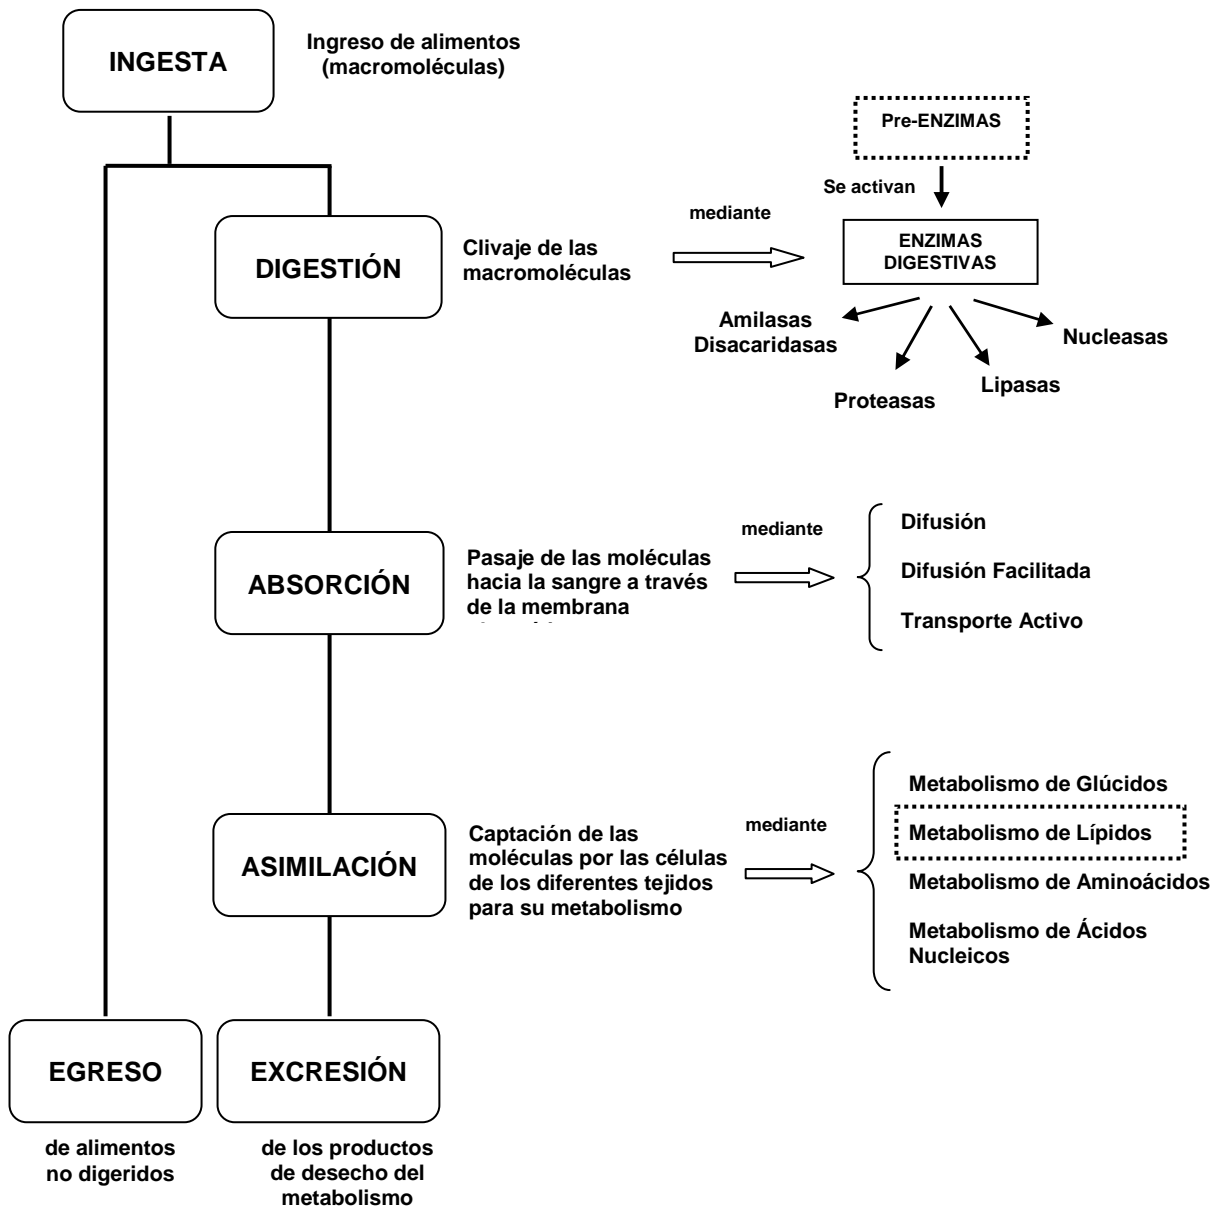 INGESTA
Ingreso de alimentos
(macromoléculas)
Pre-ENZIMAS
Se activan
mediante
DIGESTIÓN
Clivaje de las
macromoléculas
ENZIMAS
DIGESTIVAS
Amilasas
Disacaridasas
Proteasas
Lipasas
Nucleasas
ABSORCIÓN
Pasaje de las moléculas
hacia la sangre a través
de la membrana
mediante
Difusión
Difusión Facilitada
Transporte Activo
ASIMILACIÓN
Captación de las
moléculas por las células
de los diferentes tejidos
para su metabolismo
mediante
Metabolismo de Glúcidos
Metabolismo de Lípidos
Metabolismo de Aminoácidos
Metabolismo de Ácidos
Nucleicos
EGRESO
de alimentos
no digeridos
EXCRESIÓN
de los productos
de desecho del
metabolismo